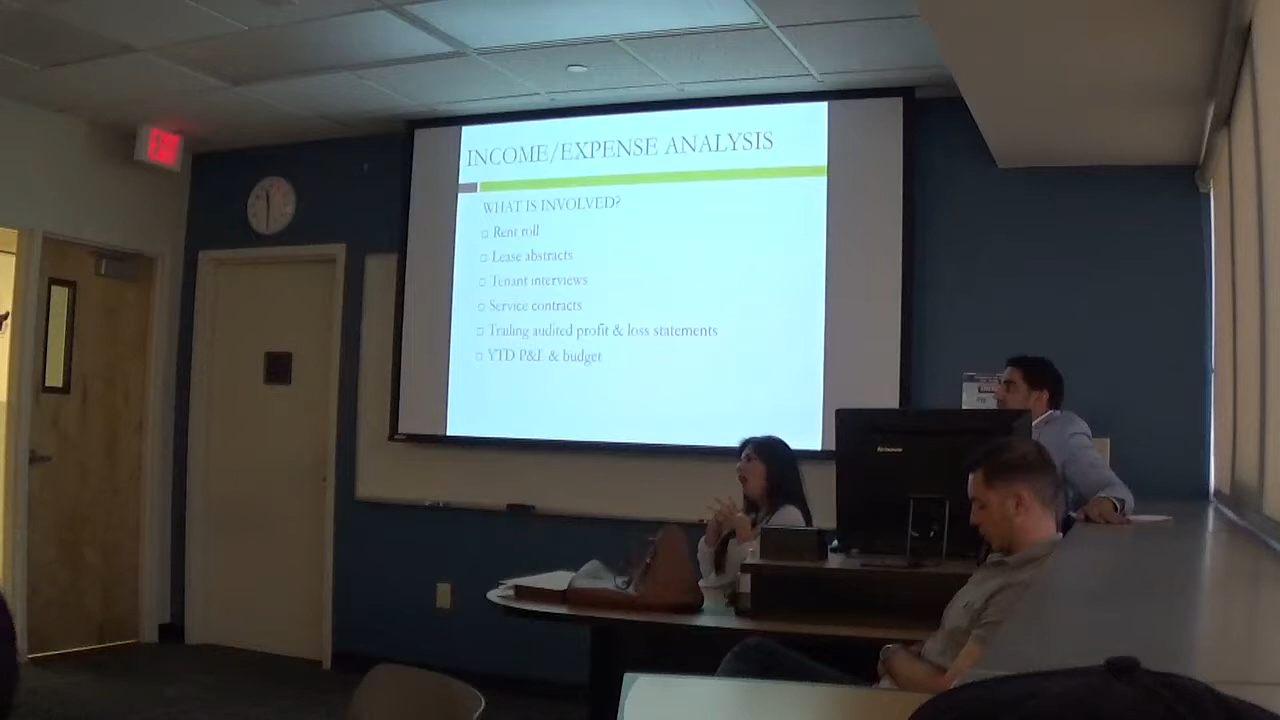 EXIT
INCOME/EXPENSE ANALYSIS
WHAT IS INVOLVED?
Rent roll
Lease abstracts
Tenant interviews
Service contracts
Trailing audited profit & loss statements
YTD P&L & budget
lenovo